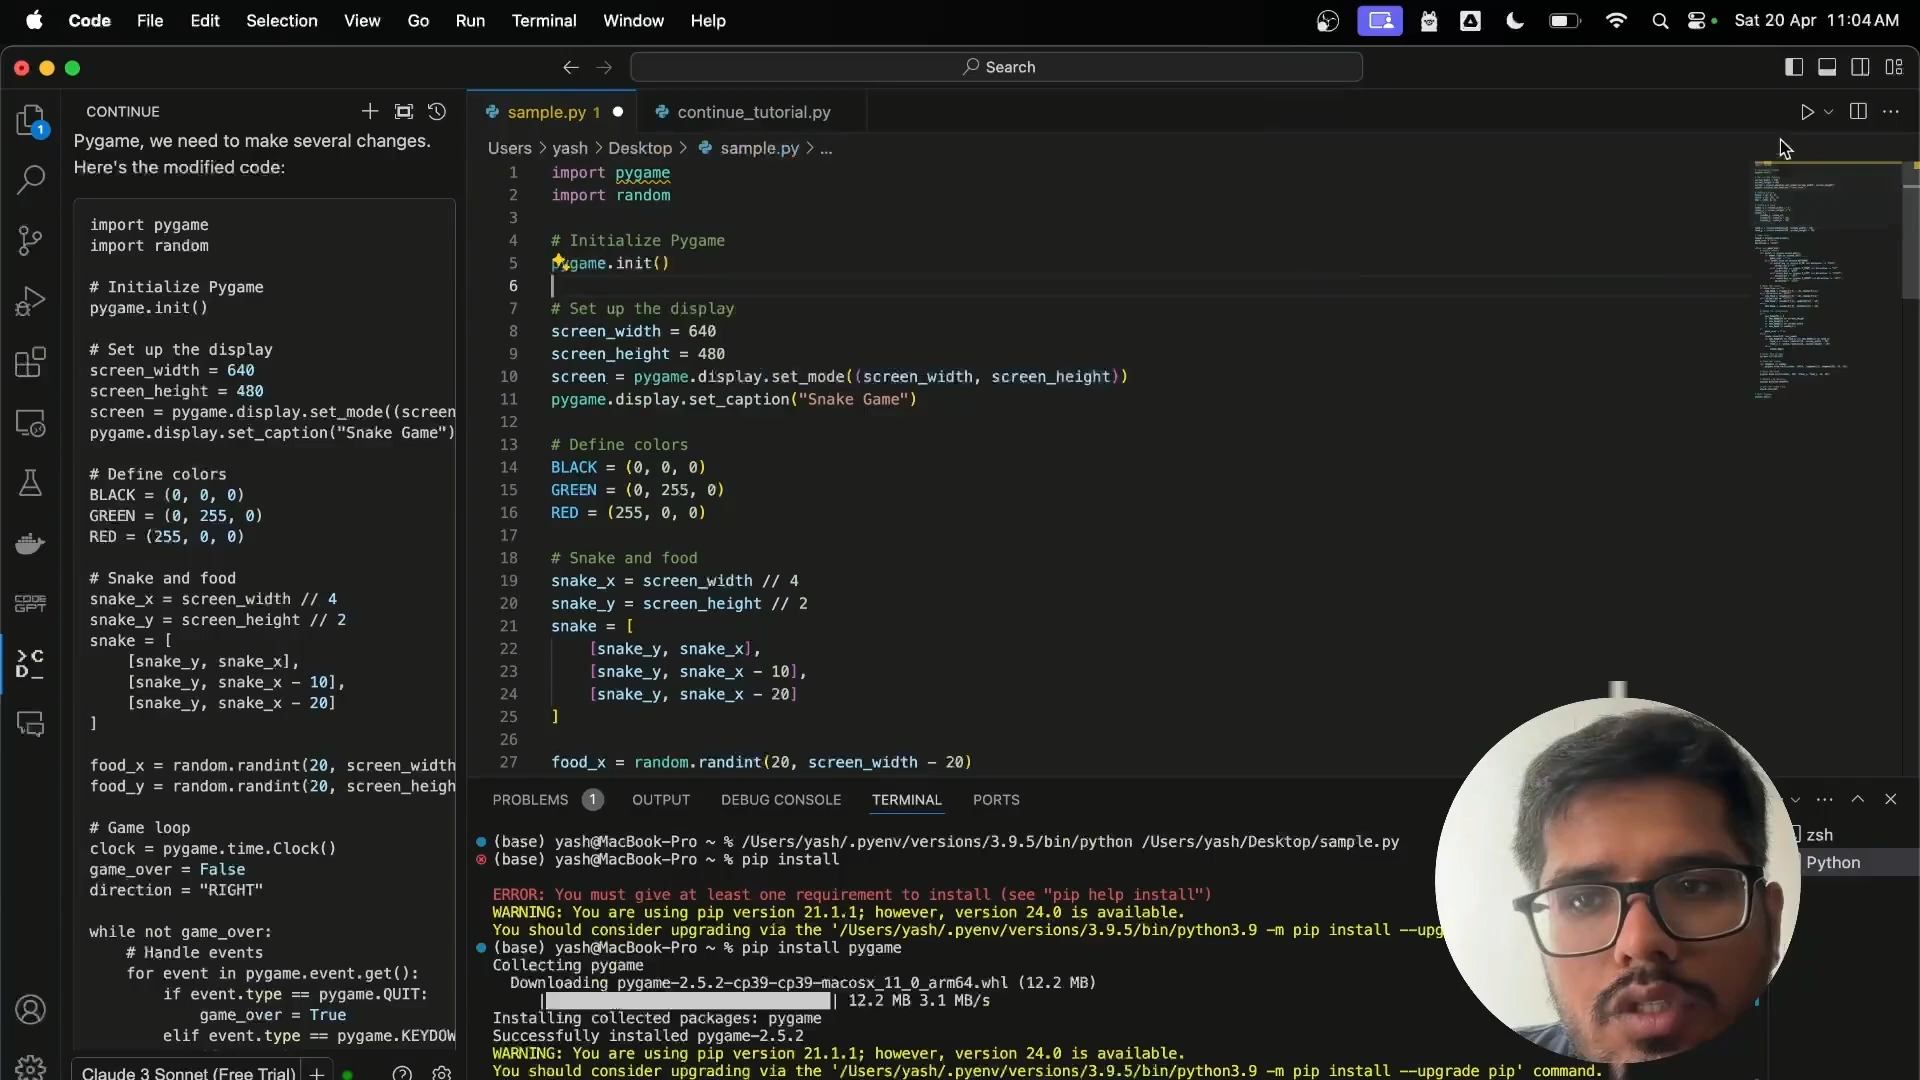 Code File Edit Selection View Go Run Terminal Window Help
Sat 20 Apr 11:04 AM
Search
CONTINUE
Pygame, we need to make several changes.
Here's the modified code:
import pygame
import random
# Initialize Pygame
pygame.init()
# Set up the display
screen_width = 640
screen_height = 480
screen = pygame.display.set_mode((screen
pygame.display.set_caption("Snake Game")
# Define colors
BLACK = (0, 0, 0)
GREEN = (0, 255, 0)
RED = (255, 0, 0)
# Snake and food
snake_x = screen_width // 4
snake_y = screen_height // 2
snake = [
[snake_y, snake_x],
[snake_y, snake_x - 10],
[snake_y, snake_x - 20]
]
food_x = random.randint(20, screen_width
food_y = random.randint(20, screen_heigh
# Game loop
clock = pygame.time.Clock()
game_over = False
direction = "RIGHT"
while not game_over:
# Handle events
for event in pygame.event.get():
if event.type == pygame.QUIT:
game_over = True
elif event.type == pygame.KEYDOW
Claude 3 Sonnet (Free Trial)
1
CODE
GPT
sample.py 1
continue_tutorial.py
Users > yash > Desktop > sample.py > ...
1 import pygame
2 import random
3
4 # Initialize Pygame
5 pygame.init()
6
7 # Set up the display
8 screen_width = 640
9 screen_height = 480
10 screen = pygame.display.set_mode((screen_width, screen_height))
11 pygame.display.set_caption("Snake Game")
12
13 # Define colors
14 BLACK = (0, 0, 0)
15 GREEN = (0, 255, 0)
16 RED = (255, 0, 0)
17
18 # Snake and food
19 snake_x = screen_width // 4
20 snake_y = screen_height // 2
21 snake = [
22 [snake_y, snake_x],
23 [snake_y, snake_x - 10],
24 [snake_y, snake_x - 20]
25 ]
26
27 food_x = random.randint(20, screen_width - 20)
PROBLEMS 1 OUTPUT DEBUG CONSOLE TERMINAL PORTS
(base) yash@MacBook-Pro ~ % /Users/yash/.pyenv/versions/3.9.5/bin/python /Users/yash/Desktop/sample.py
(base) yash@MacBook-Pro ~ % pip install
ERROR: You must give at least one requirement to install (see "pip help install")
WARNING: You are using pip version 21.1.1; however, version 24.0 is available.
You should consider upgrading via the '/Users/yash/.pyenv/versions/3.9.5/bin/python3.9 -m pip install --upg
(base) yash@MacBook-Pro ~ % pip install pygame
Collecting pygame
Downloading pygame-2.5.2-cp39-cp39-macosx_11_0_arm64.whl (12.2 MB)
| 12.2 MB 3.1 MB/s
Installing collected packages: pygame
Successfully installed pygame-2.5.2
WARNING: You are using pip version 21.1.1; however, version 24.0 is available.
You should consider upgrading via the '/Users/yash/.pyenv/versions/3.9.5/bin/python3.9 -m pip install --upgrade pip' command.
zsh
Python